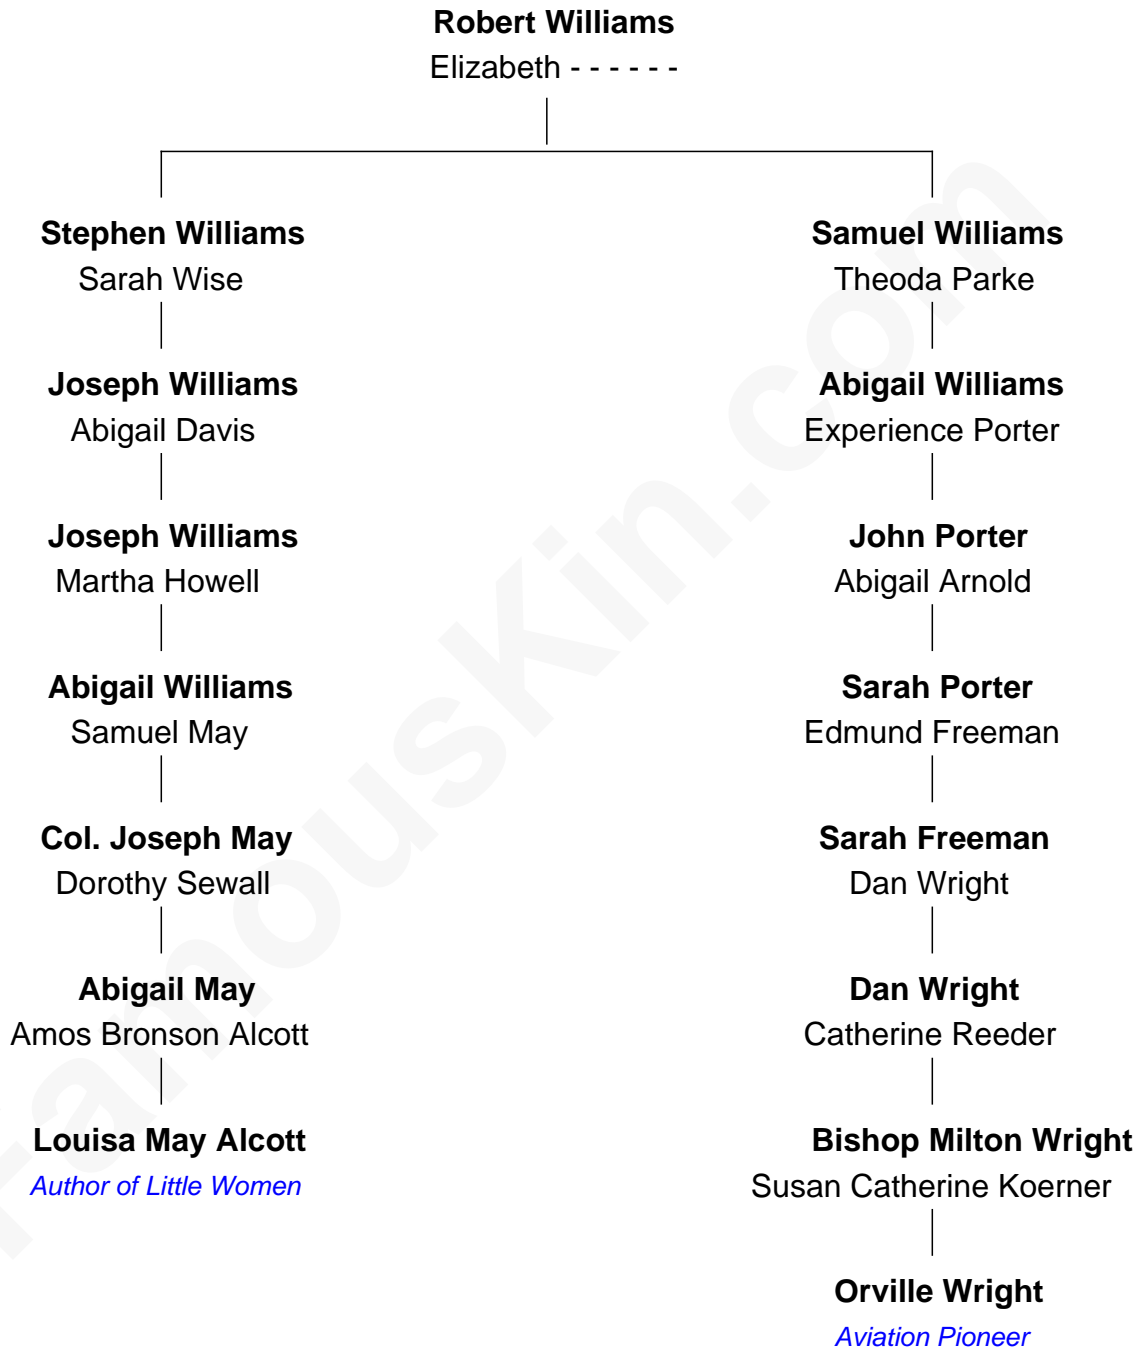 Robert Williams
Elizabeth - - - - - -
Stephen Williams
Sarah Wise
Joseph Williams
Abigail Davis
Joseph Williams
Martha Howell
Abigail Williams
Samuel May
Col. Joseph May
Dorothy Sewall
Abigail May
Amos Bronson Alcott
Louisa May Alcott
Author of Little Women
Samuel Williams
Theoda Parke
Abigail Williams
Experience Porter
John Porter
Abigail Arnold
Sarah Porter
Edmund Freeman
Sarah Freeman
Dan Wright
Dan Wright
Catherine Reeder
Bishop Milton Wright
Susan Catherine Koerner
Orville Wright
Aviation Pioneer
FamousKin.com